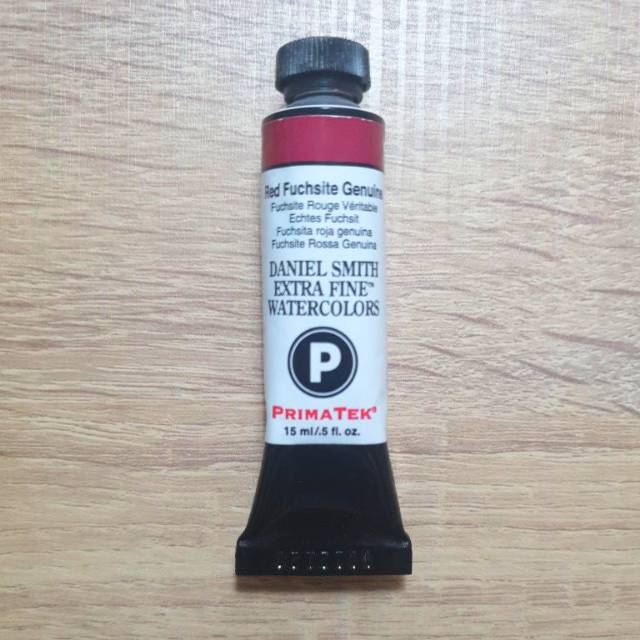 Red Fuchsite Genuine
Fuchsite Rouge Véritable
Echtes Fuchsit
Fuchsita roja genuina
Fuchsite Rossa Genuina
DANIEL SMITH
EXTRA FINE™
WATERCOLORS
P
PRIMATEK®
15 ml/.5 fl. oz.